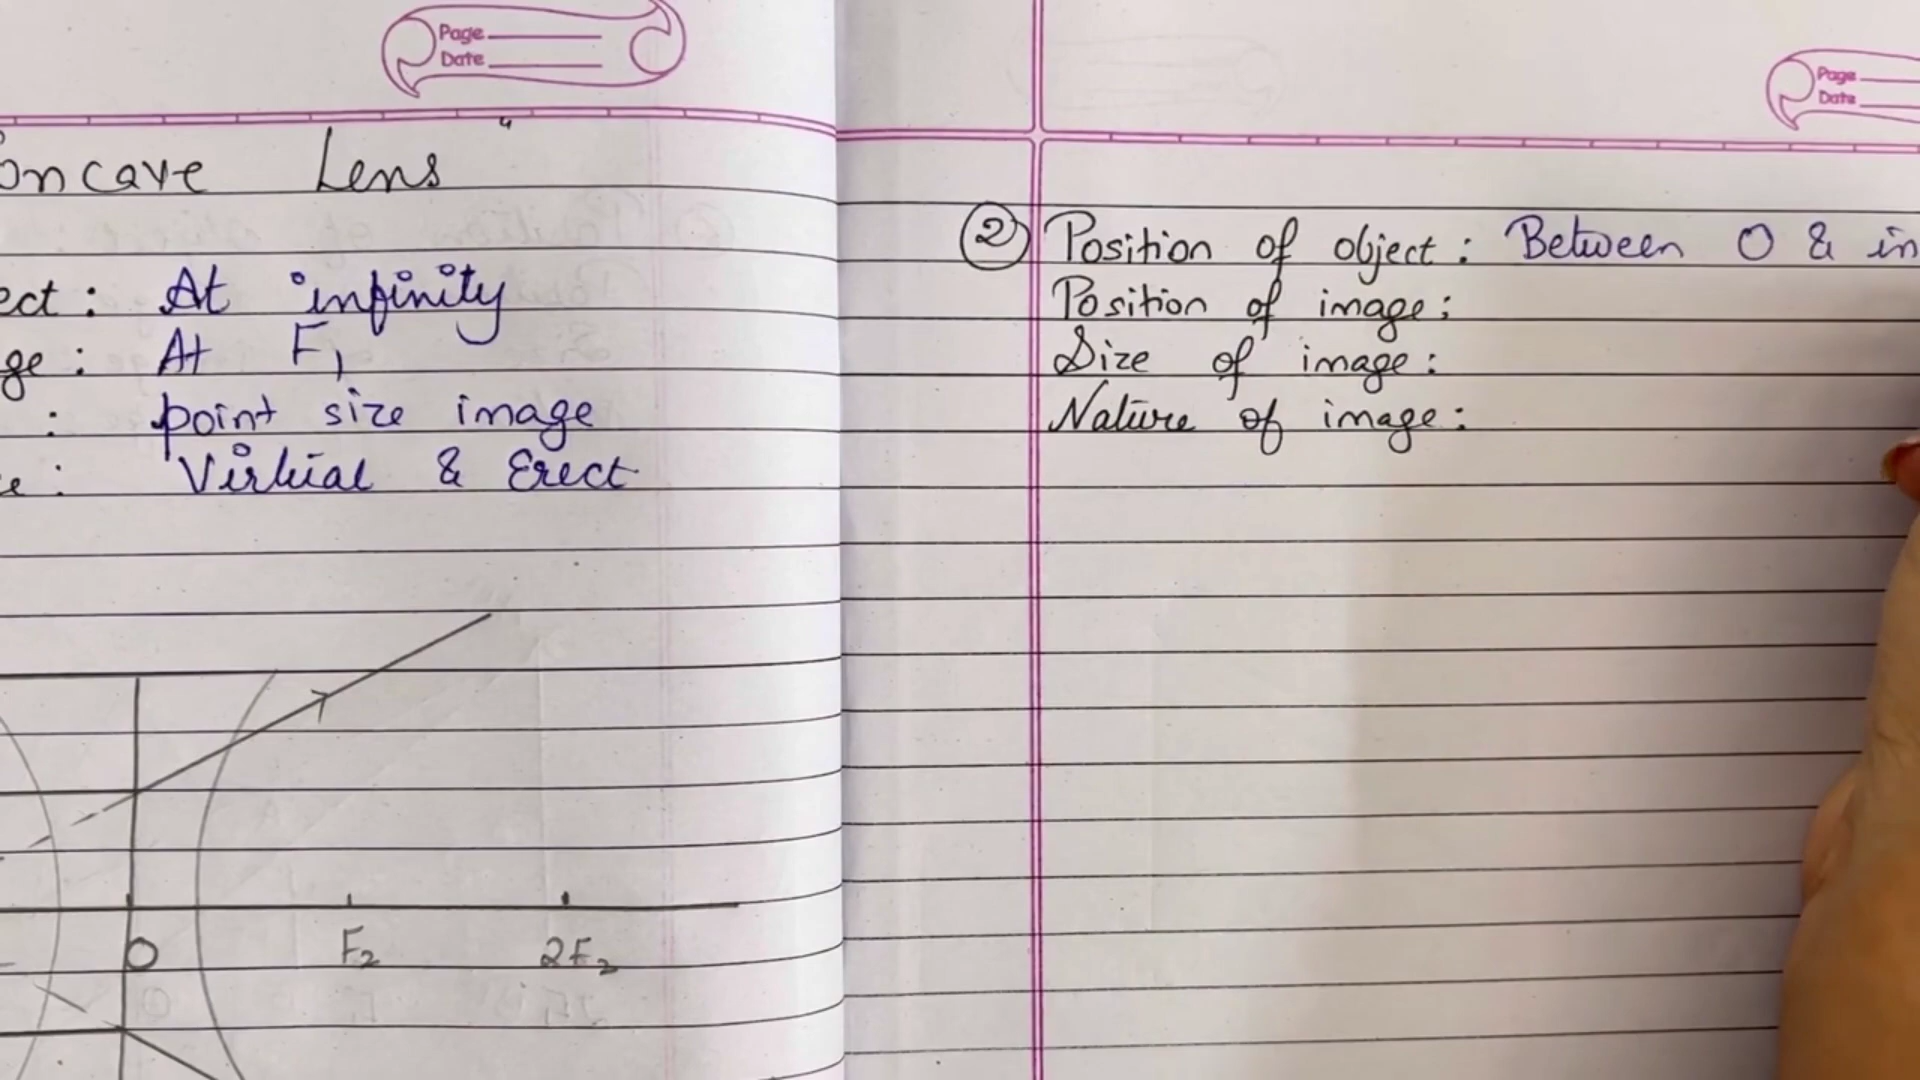 Page
Date
oncave Lens"
ect: At infinity
ge: At F1
: point size image
e: Virtual & Erect
O F2 2F2
Page
Date
② Position of object: Between O & in
Position of image:
Size of image:
Nature of image: